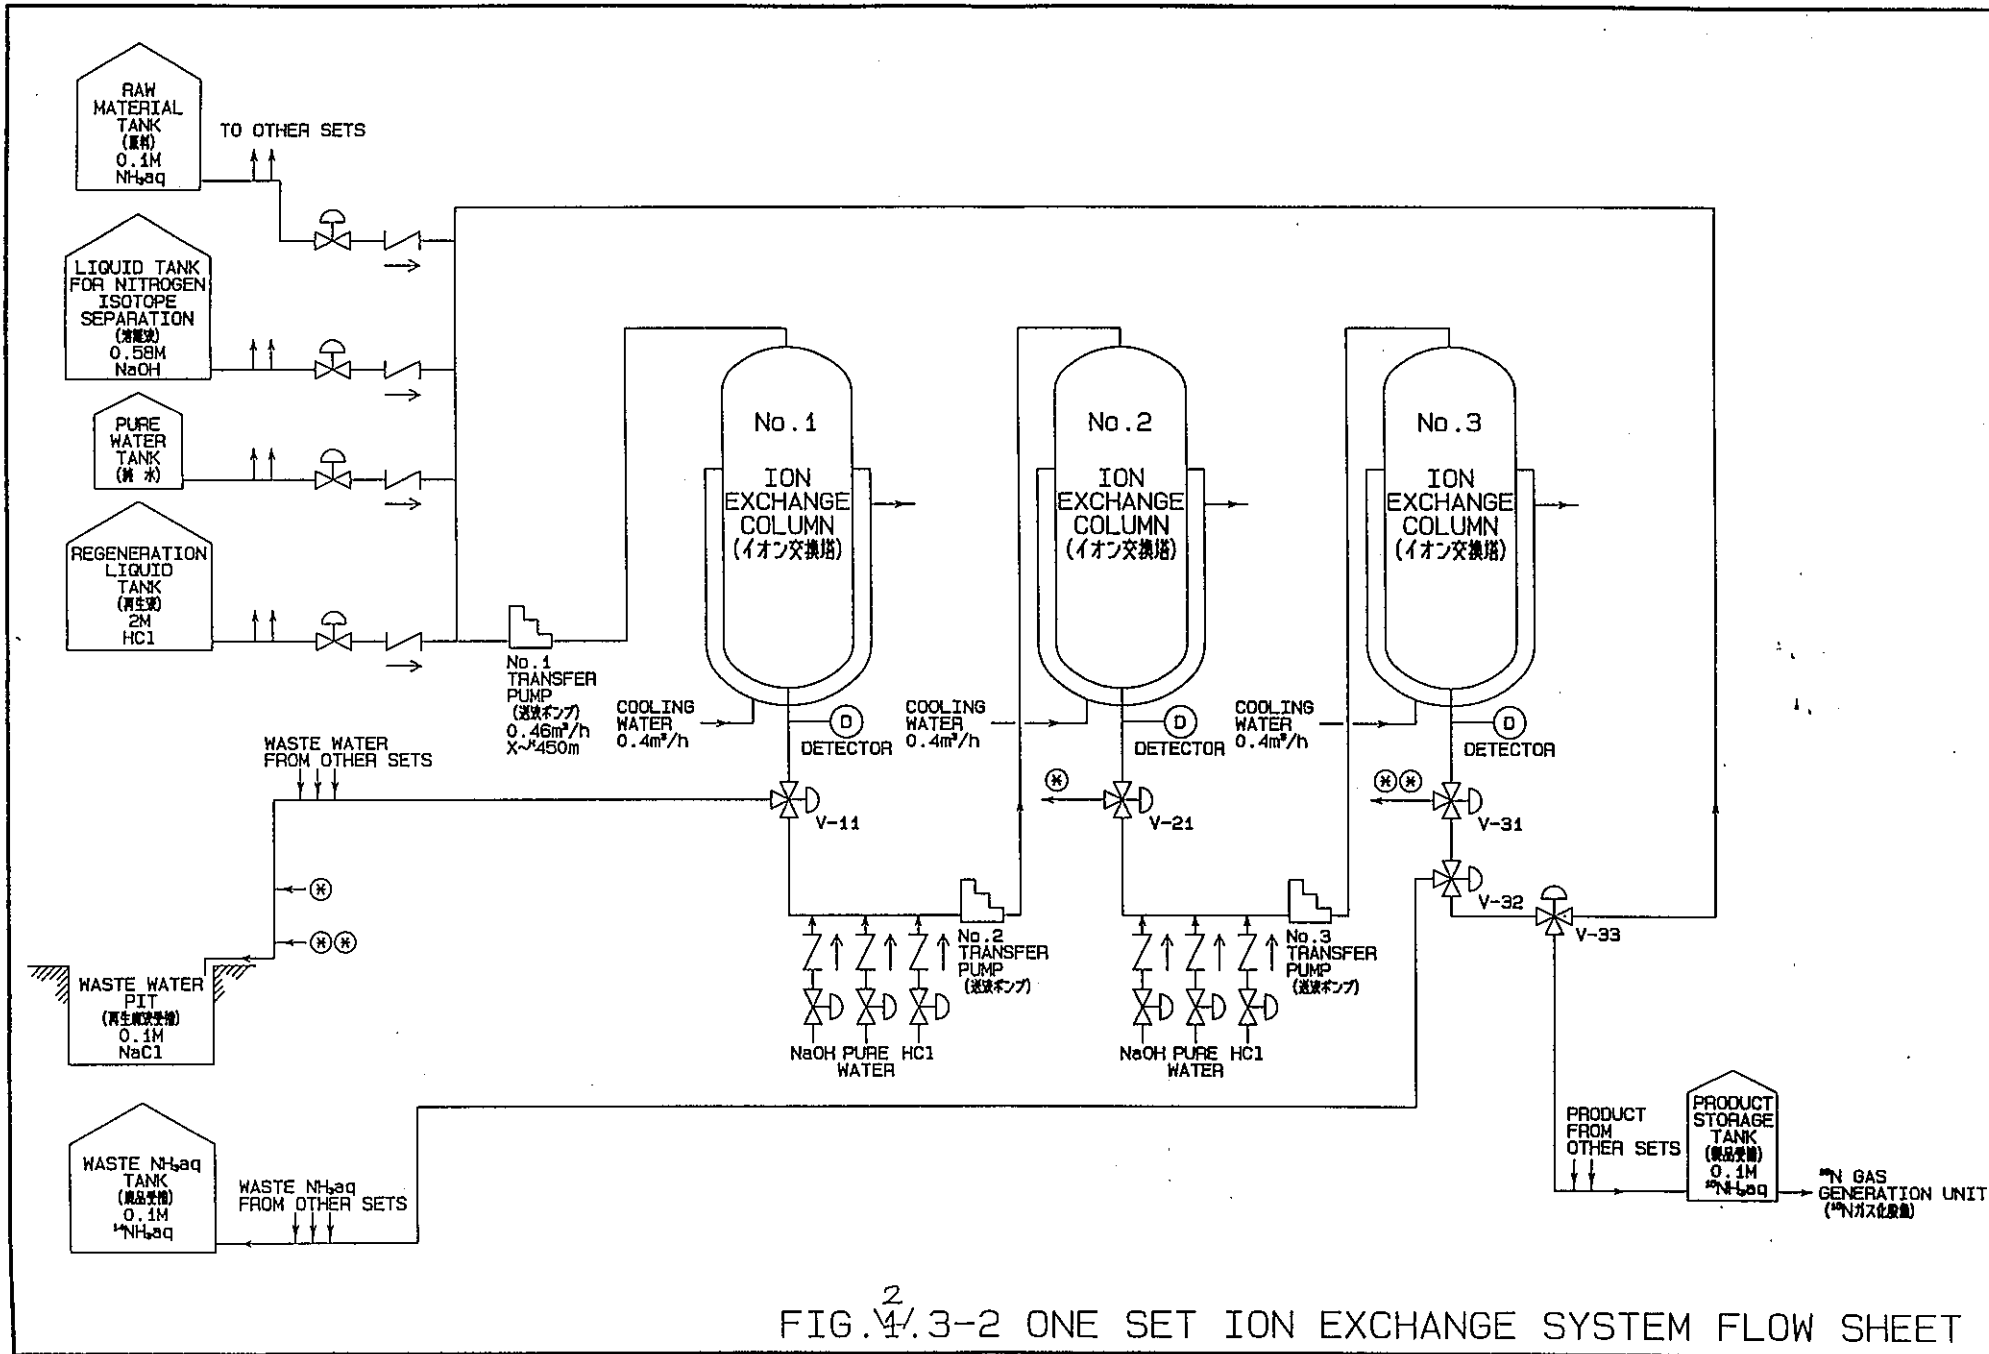 RAW
MATERIAL
TANK
(原料)
0.1M
NH₃aq
TO OTHER SETS
LIQUID TANK
FOR NITROGEN
ISOTOPE
SEPARATION
0.58M
NaOH
PURE
WATER
TANK
(純 水)
REGENERATION
LIQUID
TANK
(再生液)
2M
HCl
No.1
TRANSFER
PUMP
(送液ポンプ)
0.46m³/h
450m
No.1
ION
EXCHANGE
COLUMN
(イオン交換塔)
No.2
ION
EXCHANGE
COLUMN
(イオン交換塔)
No.3
ION
EXCHANGE
COLUMN
(イオン交換塔)
COOLING
WATER
0.4m³/h
D
DETECTOR
COOLING
WATER
0.4m³/h
D
DETECTOR
COOLING
WATER
0.4m³/h
D
DETECTOR
WASTE WATER
FROM OTHER SETS
V-11
V-21
V-31
V-32
V-33
No.2
TRANSFER
PUMP
(送液ポンプ)
No.3
TRANSFER
PUMP
(送液ポンプ)
NaOH PURE HCl
WATER
NaOH PURE HCl
WATER
WASTE WATER
PIT
0.1M
NaCl
WASTE NH₃aq
TANK
0.1M
¹⁴NH₃aq
WASTE NH₃aq
FROM OTHER SETS
PRODUCT
FROM
OTHER SETS
PRODUCT
STORAGE
TANK
0.1M
NH₃aq
N GAS
GENERATION UNIT
FIG.2.3-2 ONE SET ION EXCHANGE SYSTEM FLOW SHEET